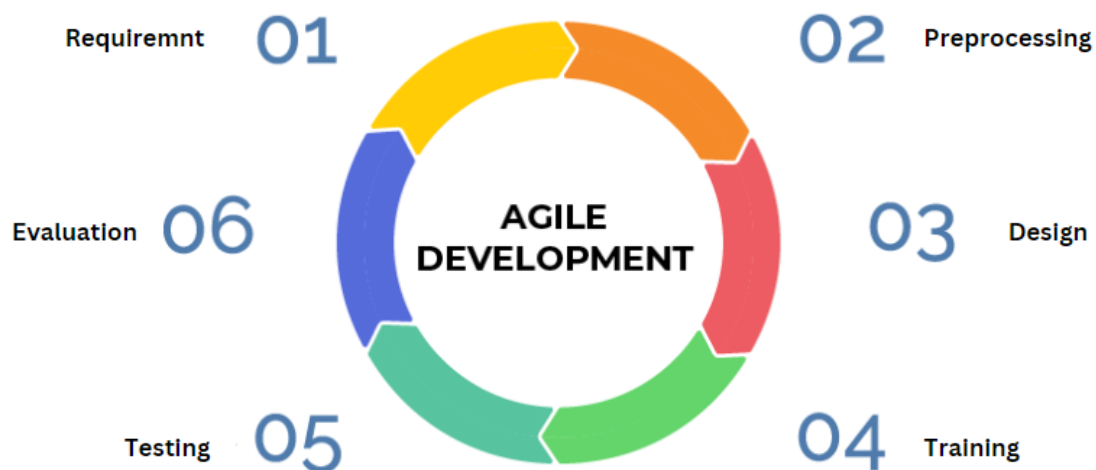 Requiremnt 01
02 Preprocessing
Evaluation 06
AGILE
DEVELOPMENT
03 Design
Testing 05
04 Training